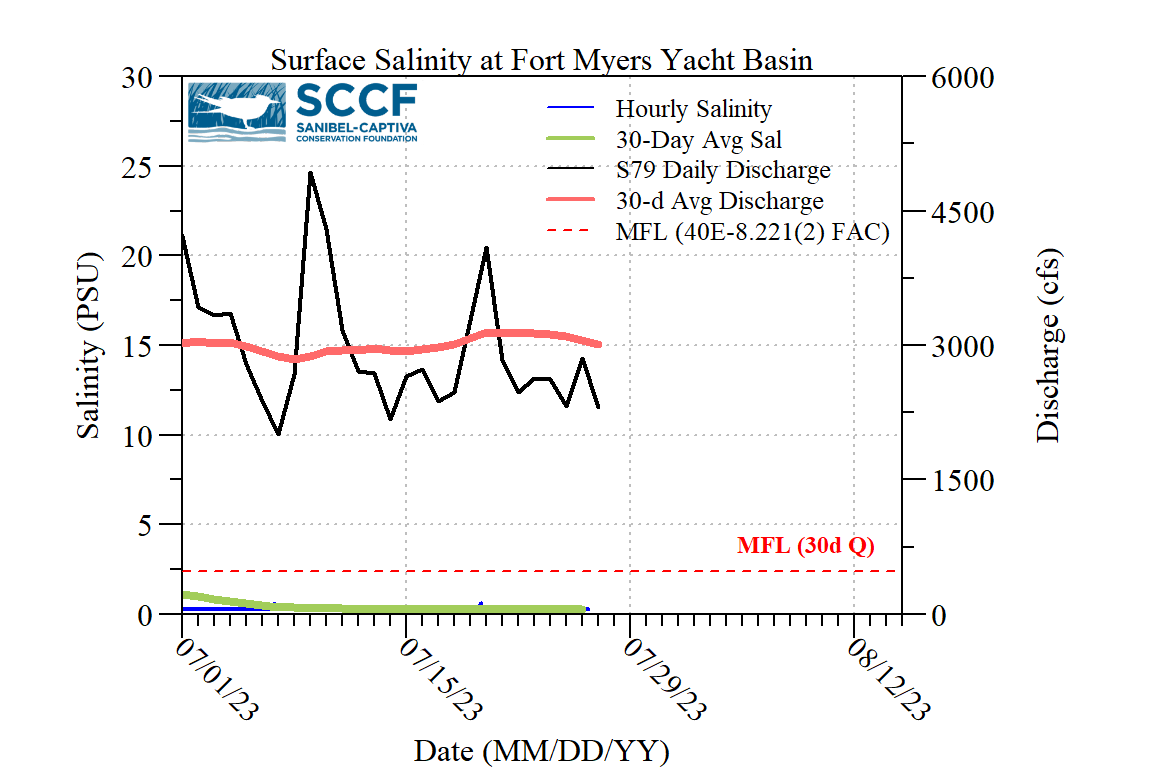 Surface Salinity at Fort Myers Yacht Basin
SCCF
SANIBEL-CAPTIVA
CONSERVATION FOUNDATION
Hourly Salinity
30-Day Avg Sal
S79 Daily Discharge
30-d Avg Discharge
MFL (40E-8.221(2) FAC)
30
25
20
15
10
5
0
Salinity (PSU)
6000
4500
3000
1500
0
Discharge (cfs)
MFL (30d Q)
07/01/23
07/15/23
07/29/23
08/12/23
Date (MM/DD/YY)